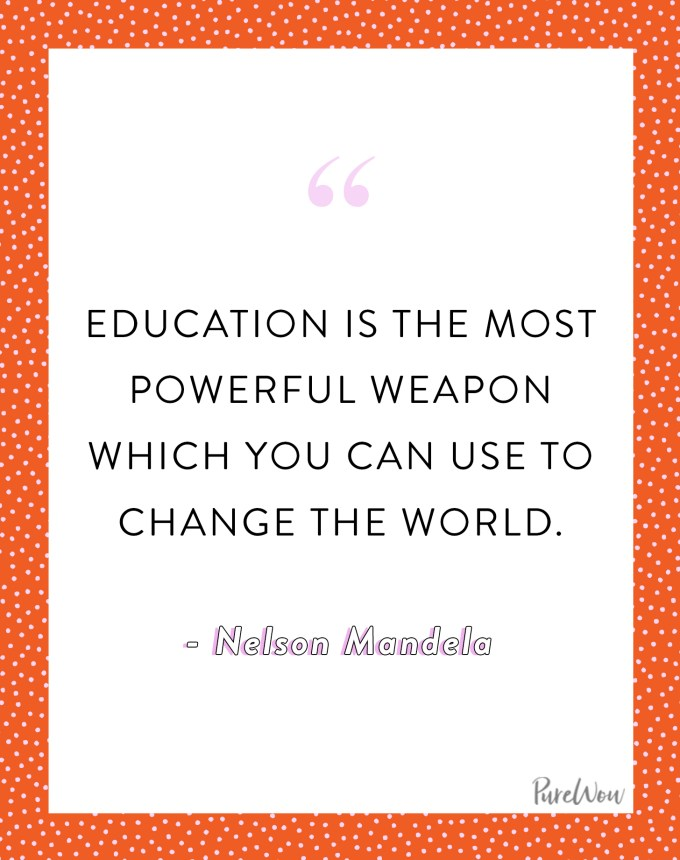 “
EDUCATION IS THE MOST
POWERFUL WEAPON
WHICH YOU CAN USE TO
CHANGE THE WORLD.
- Nelson Mandela
PureWow